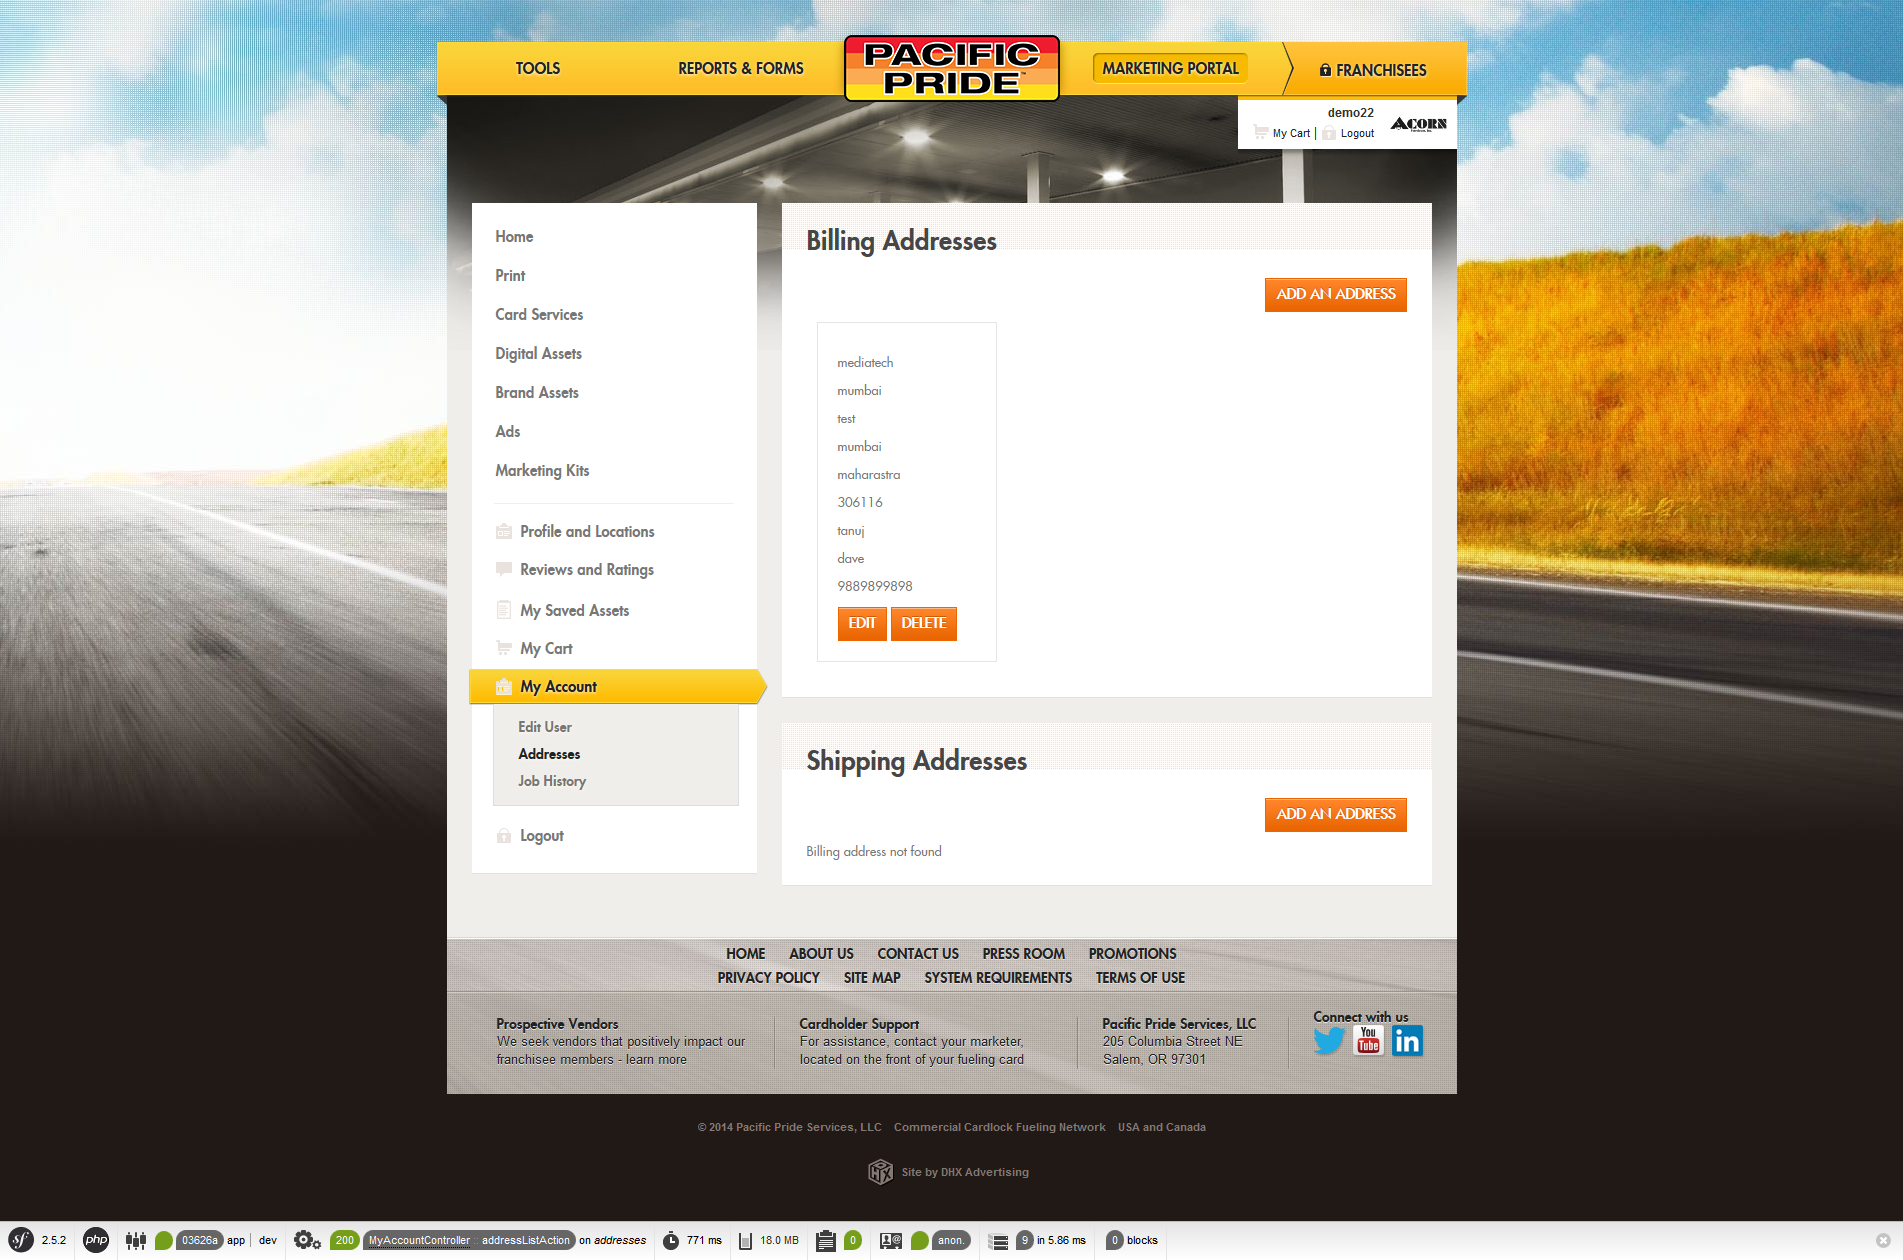 TOOLS
REPORTS & FORMS
PACIFIC
PRIDE
MARKETING PORTAL
FRANCHISEES
demo22
My Cart | Logout
ACORN
Home
Print
Card Services
Digital Assets
Brand Assets
Ads
Marketing Kits
Profile and Locations
Reviews and Ratings
My Saved Assets
My Cart
My Account
Edit User
Addresses
Job History
Logout
Billing Addresses
ADD AN ADDRESS
mediatech
mumbai
test
mumbai
maharastra
306116
tanuj
dave
9889899898
EDIT DELETE
Shipping Addresses
ADD AN ADDRESS
Billing address not found
HOME ABOUT US CONTACT US PRESS ROOM PROMOTIONS
PRIVACY POLICY SITE MAP SYSTEM REQUIREMENTS TERMS OF USE
Prospective Vendors
We seek vendors that positively impact our
franchisee members - learn more
Cardholder Support
For assistance, contact your marketer,
located on the front of your fueling card
Pacific Pride Services, LLC
205 Columbia Street NE
Salem, OR 97301
Connect with us
You
Tube
in
© 2014 Pacific Pride Services, LLC Commercial Cardlock Fueling Network USA and Canada
DHX
Site by DHX Advertising
sf 2.5.2 php 03626a app | dev 200 MyAccountController :: addressListAction on addresses 771 ms 18.0 MB 0 anon. 9 in 5.86 ms 0 blocks